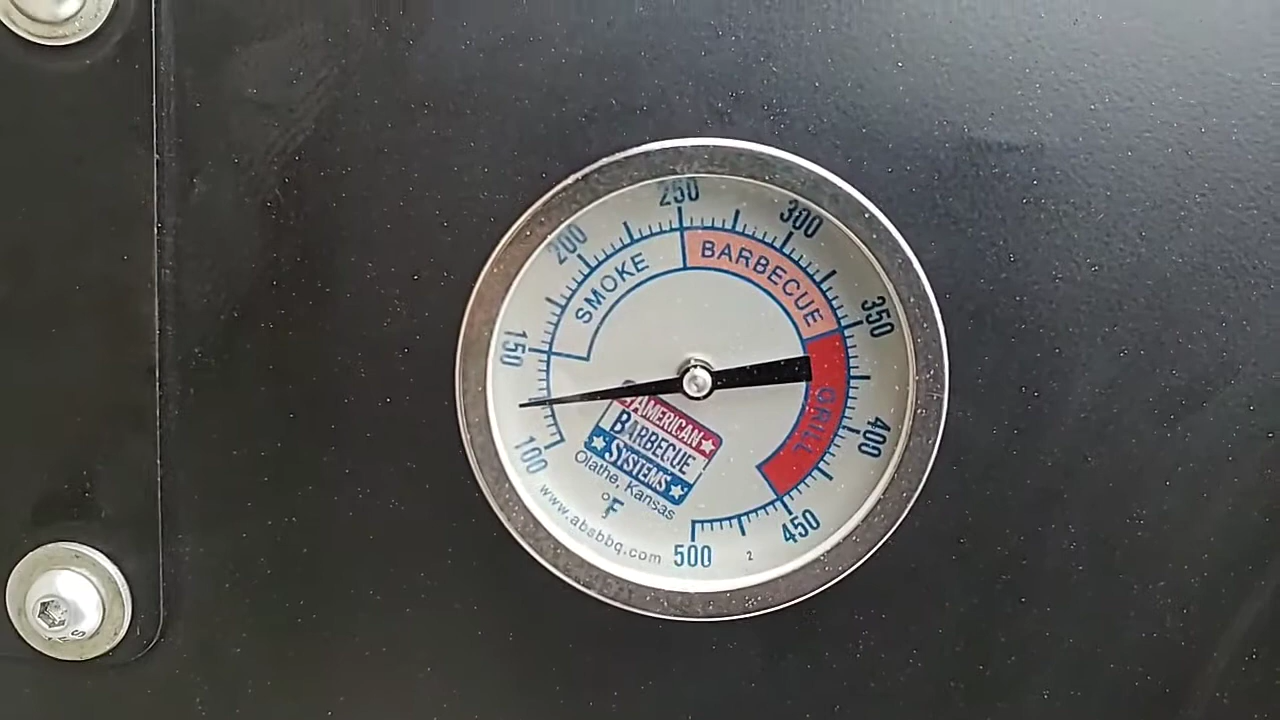 250
300
200
350
150
400
100
450
500
SMOKE
BARBECUE
GRILL
AMERICAN
BARBECUE
SYSTEMS
Olathe, Kansas
°F
www.absbbq.com
2